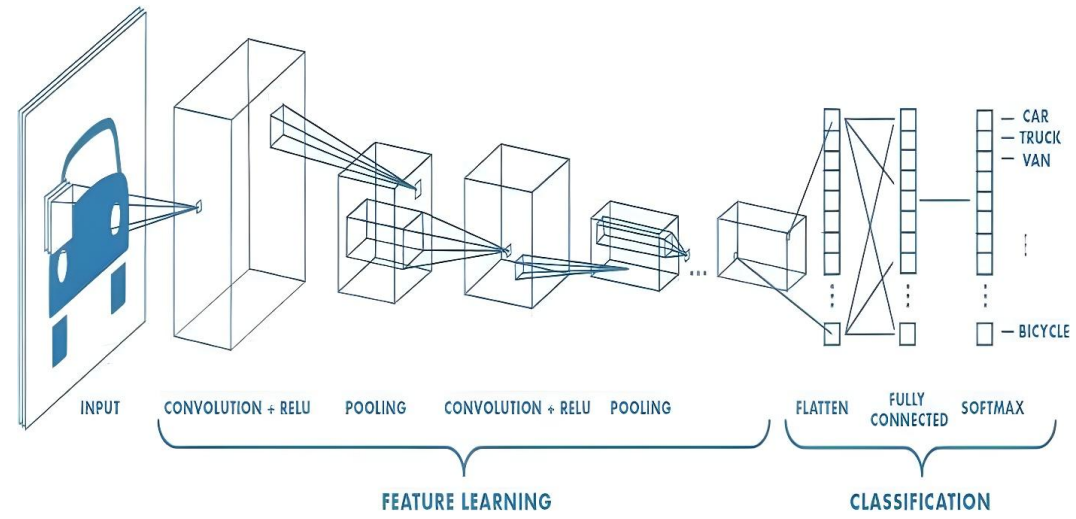 CAR
TRUCK
VAN
BICYCLE
INPUT
CONVOLUTION + RELU
POOLING
CONVOLUTION + RELU
POOLING
FLATTEN
FULLY
CONNECTED
SOFTMAX
FEATURE LEARNING
CLASSIFICATION